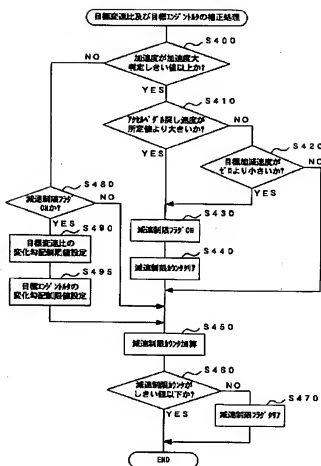 目標変速比及び目標エンジントルクの補正処理
S400
加速度が加速度大
判定しきい値以上か?
NO
YES
S410
アクセルペダル戻し速度が
所定値より大きいか?
NO
YES
S420
目標加減速度が
ゼロより小さいか?
NO
YES
S480
減速制限フラグ
ONか?
NO
YES
S430
減速制限フラグON
S490
目標変速比の
変化勾配制限値設定
S440
減速制限カウンタクリア
S495
目標エンジントルクの
変化勾配制限値設定
S450
減速制限カウンタ加算
S460
減速制限カウンタが
しきい値以下か?
NO
YES
S470
減速制限フラグクリア
END